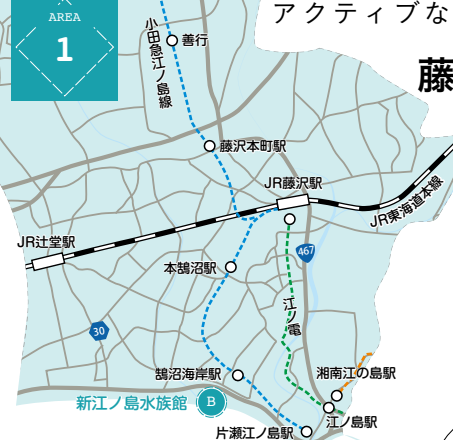 アクティブな
AREA
1
藤
小田急江ノ島線
善行
藤沢本町駅
JR藤沢駅
JR東海道本線
JR辻堂駅
467
本鵠沼駅
江ノ電
30
鵠沼海岸駅
湘南江の島駅
新江ノ島水族館
B
江ノ島駅
片瀬江ノ島駅